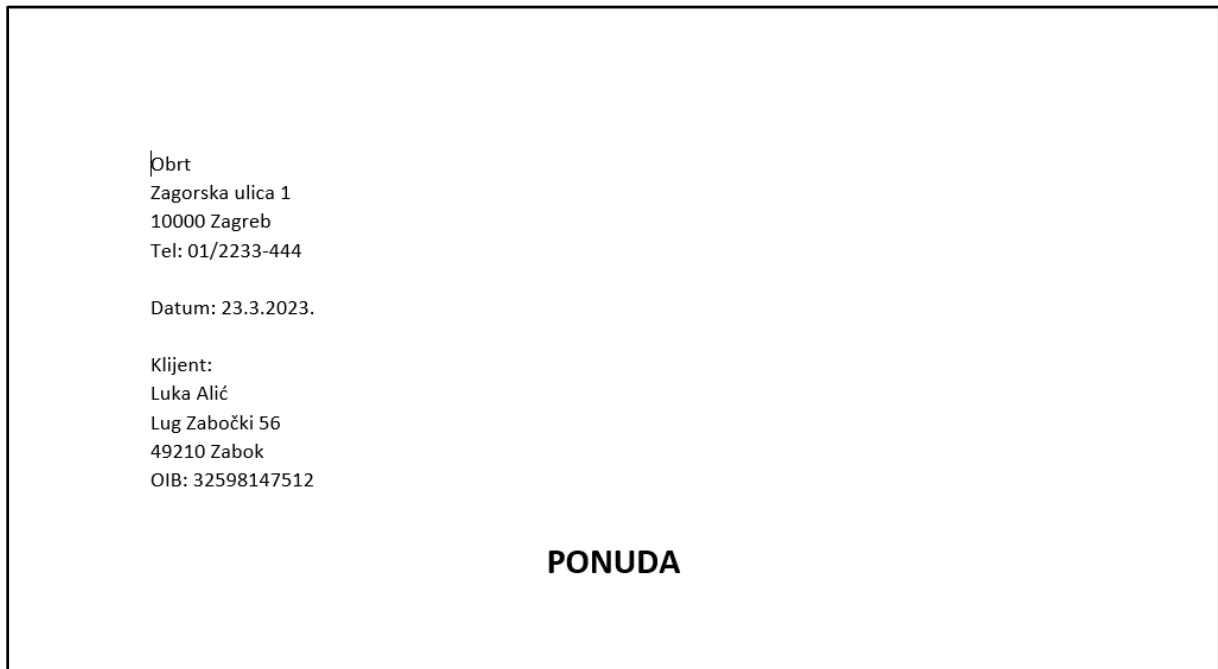 Obrt
Zagorska ulica 1
10000 Zagreb
Tel: 01/2233-444
Datum: 23.3.2023.
Klijent:
Luka Alić
Lug Zabočki 56
49210 Zabok
OIB: 32598147512
PONUDA